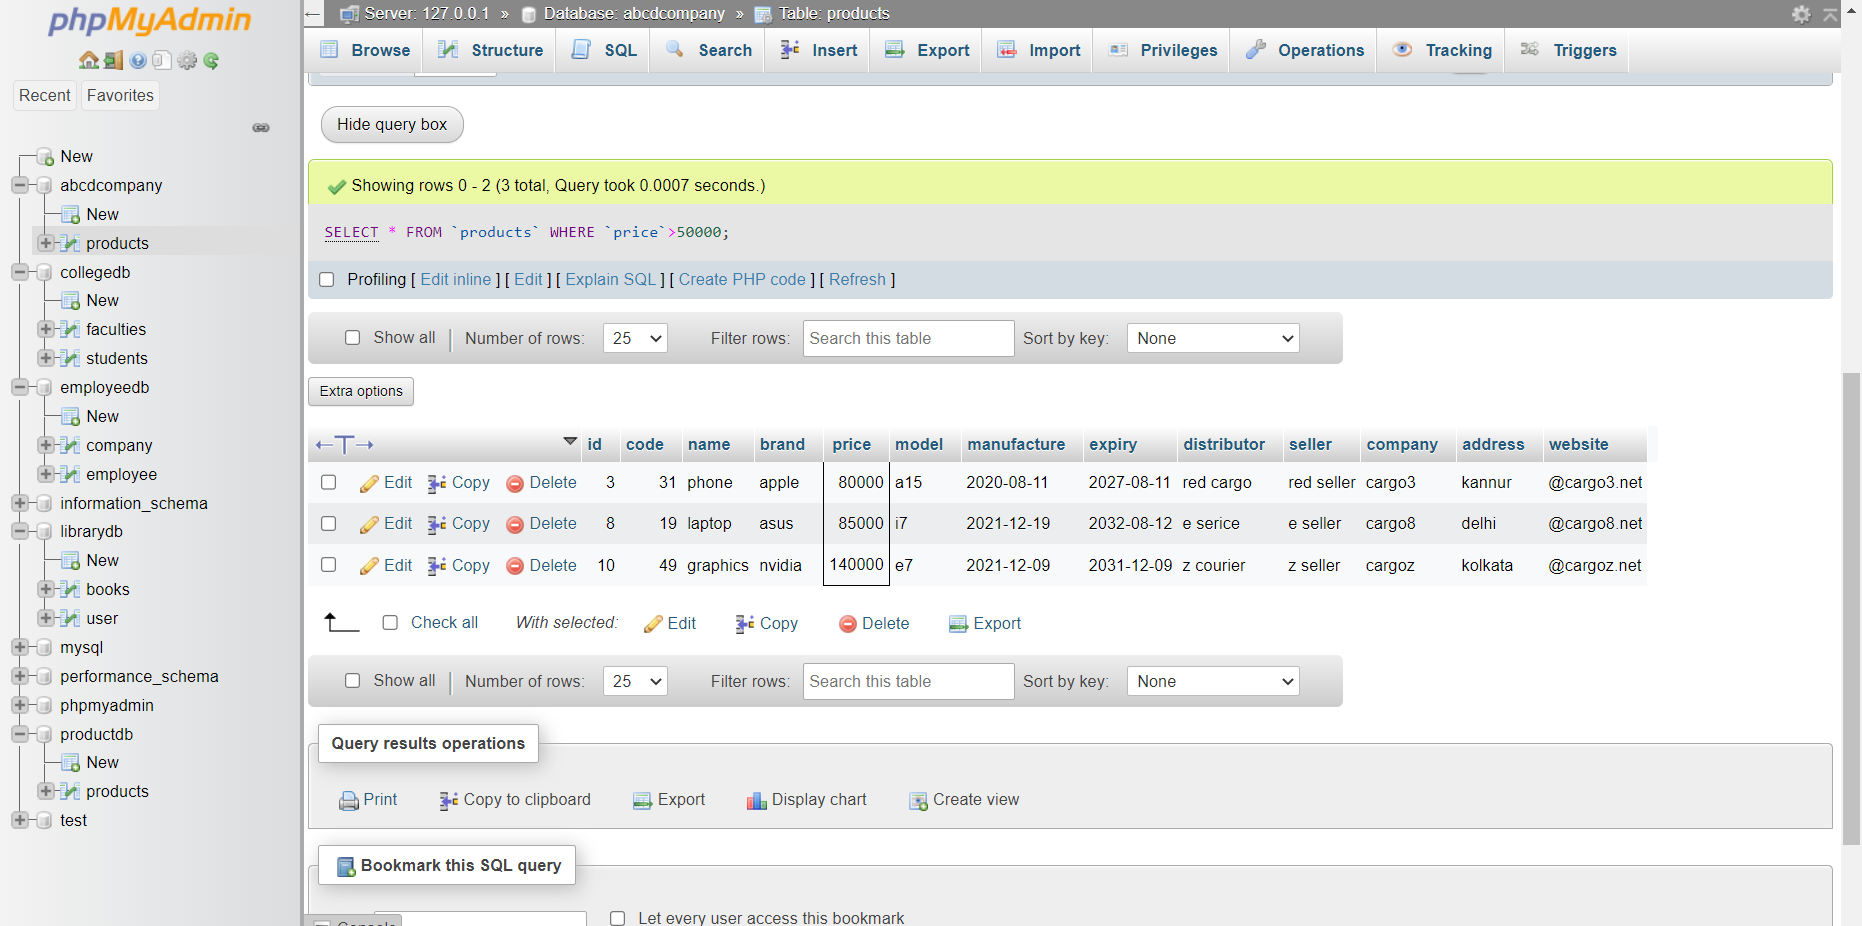 phpMyAdmin
Recent
Favorites
New
abcdcompany
New
products
collegedb
New
faculties
students
employeedb
New
company
employee
information_schema
librarydb
New
books
user
mysql
performance_schema
phpmyadmin
productdb
New
products
test
Server: 127.0.0.1 » Database: abcdcompany » Table: products
Browse Structure SQL Search Insert Export Import Privileges Operations Tracking Triggers
Hide query box
Showing rows 0 - 2 (3 total, Query took 0.0007 seconds.)
SELECT * FROM `products` WHERE `price`>50000;
Profiling [ Edit inline ] [ Edit ] [ Explain SQL ] [ Create PHP code ] [ Refresh ]
Show all Number of rows: 25 Filter rows: Search this table Sort by key: None
Extra options
←T→ id code name brand price model manufacture expiry distributor seller company address website
Edit Copy Delete 3 31 phone apple 80000 a15 2020-08-11 2027-08-11 red cargo red seller cargo3 kannur @cargo3.net
Edit Copy Delete 8 19 laptop asus 85000 i7 2021-12-19 2032-08-12 e serice e seller cargo8 delhi @cargo8.net
Edit Copy Delete 10 49 graphics nvidia 140000 e7 2021-12-09 2031-12-09 z courier z seller cargoz kolkata @cargoz.net
Check all With selected: Edit Copy Delete Export
Show all Number of rows: 25 Filter rows: Search this table Sort by key: None
Query results operations
Print Copy to clipboard Export Display chart Create view
Bookmark this SQL query
Console Let every user access this bookmark